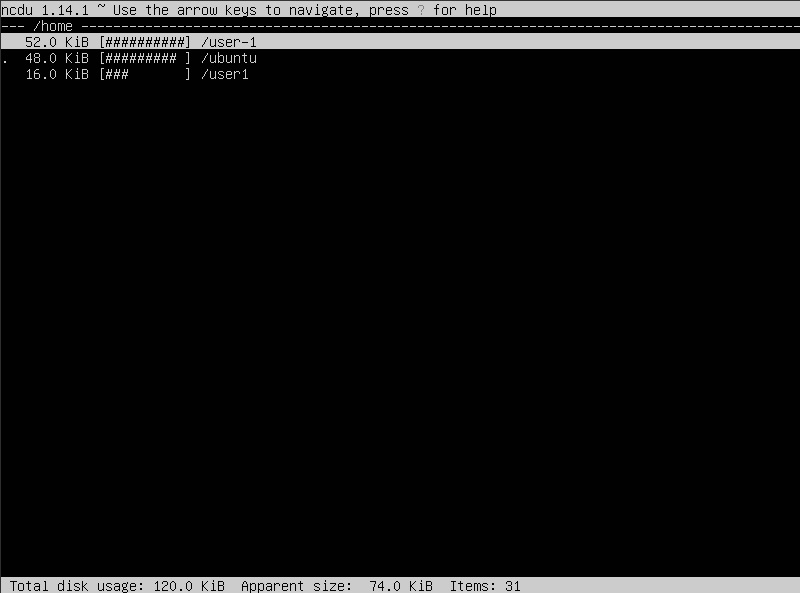 ncdu 1.14.1 ~ Use the arrow keys to navigate, press ? for help
--- /home ------------------------------------------------------------------------------------------
   52.0 KiB [##########] /user-1
.  48.0 KiB [######### ] /ubuntu
   16.0 KiB [###       ] /user1
 Total disk usage: 120.0 KiB  Apparent size:  74.0 KiB  Items: 31